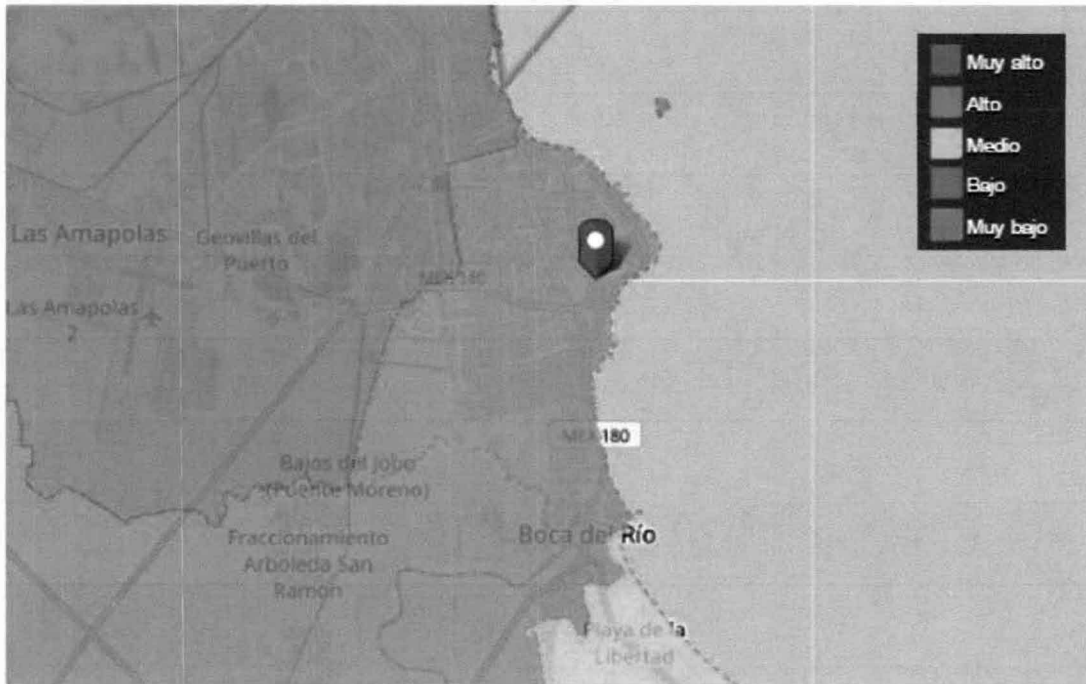 Muy alto
Alto
Medio
Bajo
Muy bajo
Las Amapolas
Geovillas del
Puerto
MEX 180
Las Amapolas
2
MEX 180
Bajos del Jobo
(Puente Moreno)
Fraccionamiento
Arboleda San
Ramón
Boca del Río
Playa de la
Libertad